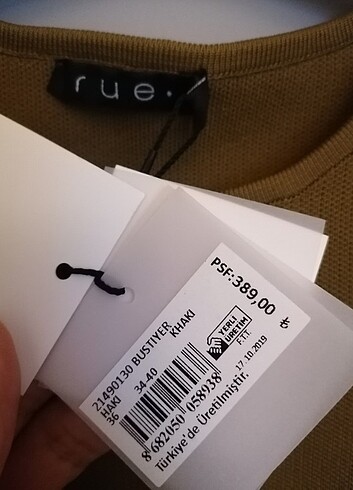 rue.
PSF:389,00 ₺
21490130 BUSTIYER
HAKI KHAKI
36 34.40
YERLİ
ÜRETİM
F.T.T. 17.10.2019
8 682050 058938
Türkiye'de Üretilmiştir.